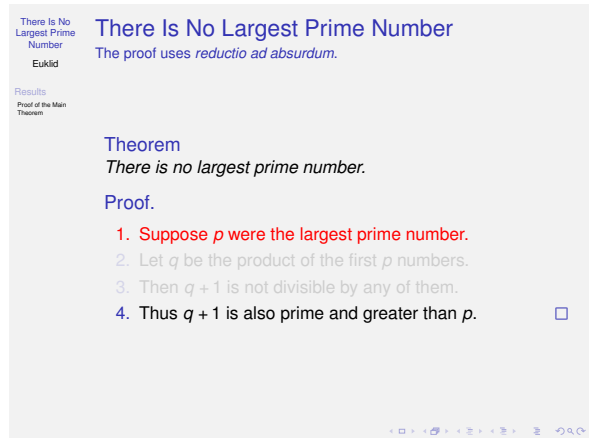 There Is No
Largest Prime
Number
Euklid
Results
Proof of the Main
Theorem
There Is No Largest Prime Number
The proof uses reductio ad absurdum.
Theorem
There is no largest prime number.
Proof.
1. Suppose p were the largest prime number.
2. Let q be the product of the first p numbers.
3. Then q + 1 is not divisible by any of them.
4. Thus q + 1 is also prime and greater than p.